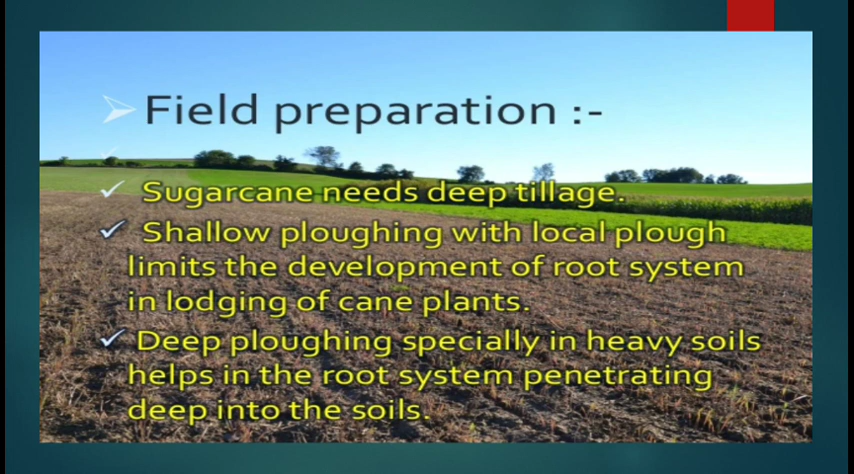 Field preparation :-
Sugarcane needs deep tillage.
Shallow ploughing with local plough
limits the development of root system
in lodging of cane plants.
Deep ploughing specially in heavy soils
helps in the root system penetrating
deep into the soils.